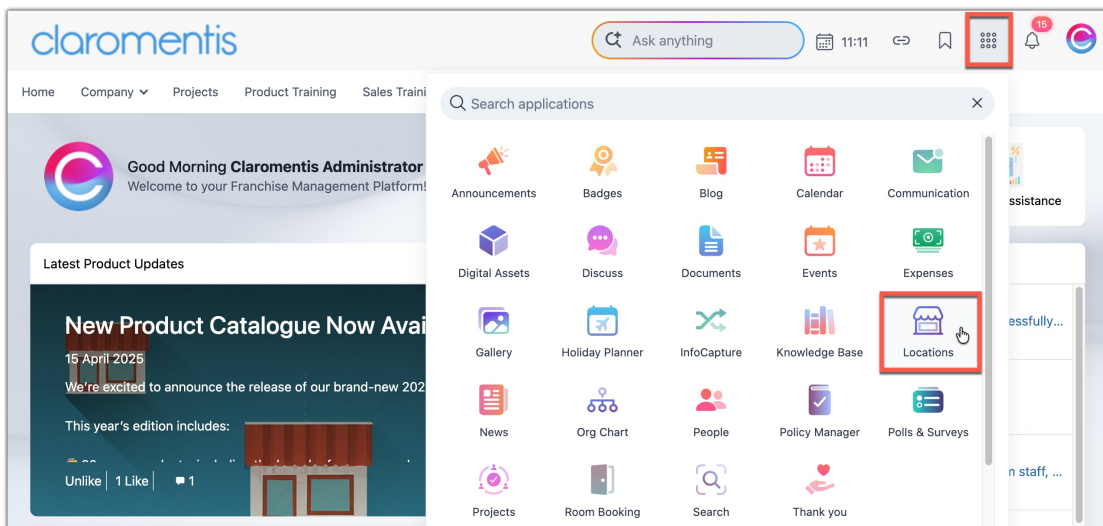 claromentis
Ask anything
11:11
15
Home Company Projects Product Training Sales Traini
Search applications
Good Morning Claromentis Administrator
Welcome to your Franchise Management Platform!
Announcements Badges Blog Calendar Communication
ssistance
Latest Product Updates
Digital Assets Discuss Documents Events Expenses
New Product Catalogue Now Avai
15 April 2025
We're excited to announce the release of our brand-new 202
essfully...
Gallery Holiday Planner InfoCapture Knowledge Base Locations
This year's edition includes:
News Org Chart People Policy Manager Polls & Surveys
Unlike 1 Like 1
m staff, ...
Projects Room Booking Search Thank you